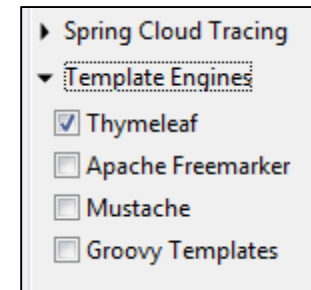 Spring Cloud Tracing
Template Engines
Thymeleaf
Apache Freemarker
Mustache
Groovy Templates